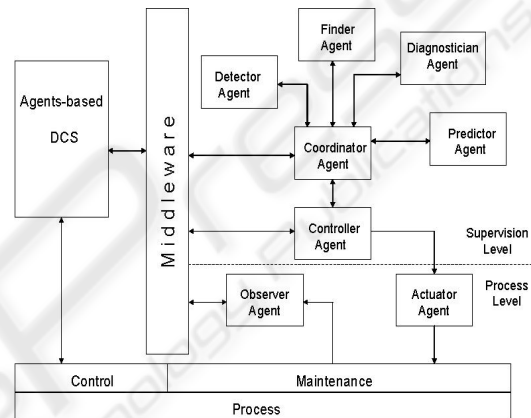 Finder
Agent
Diagnostician
Agent
Detector
Agent
Agents-based
DCS
Middleware
Coordinator
Agent
Predictor
Agent
Controller
Agent
Supervision
Level
Process
Level
Observer
Agent
Actuator
Agent
Control
Maintenance
Process